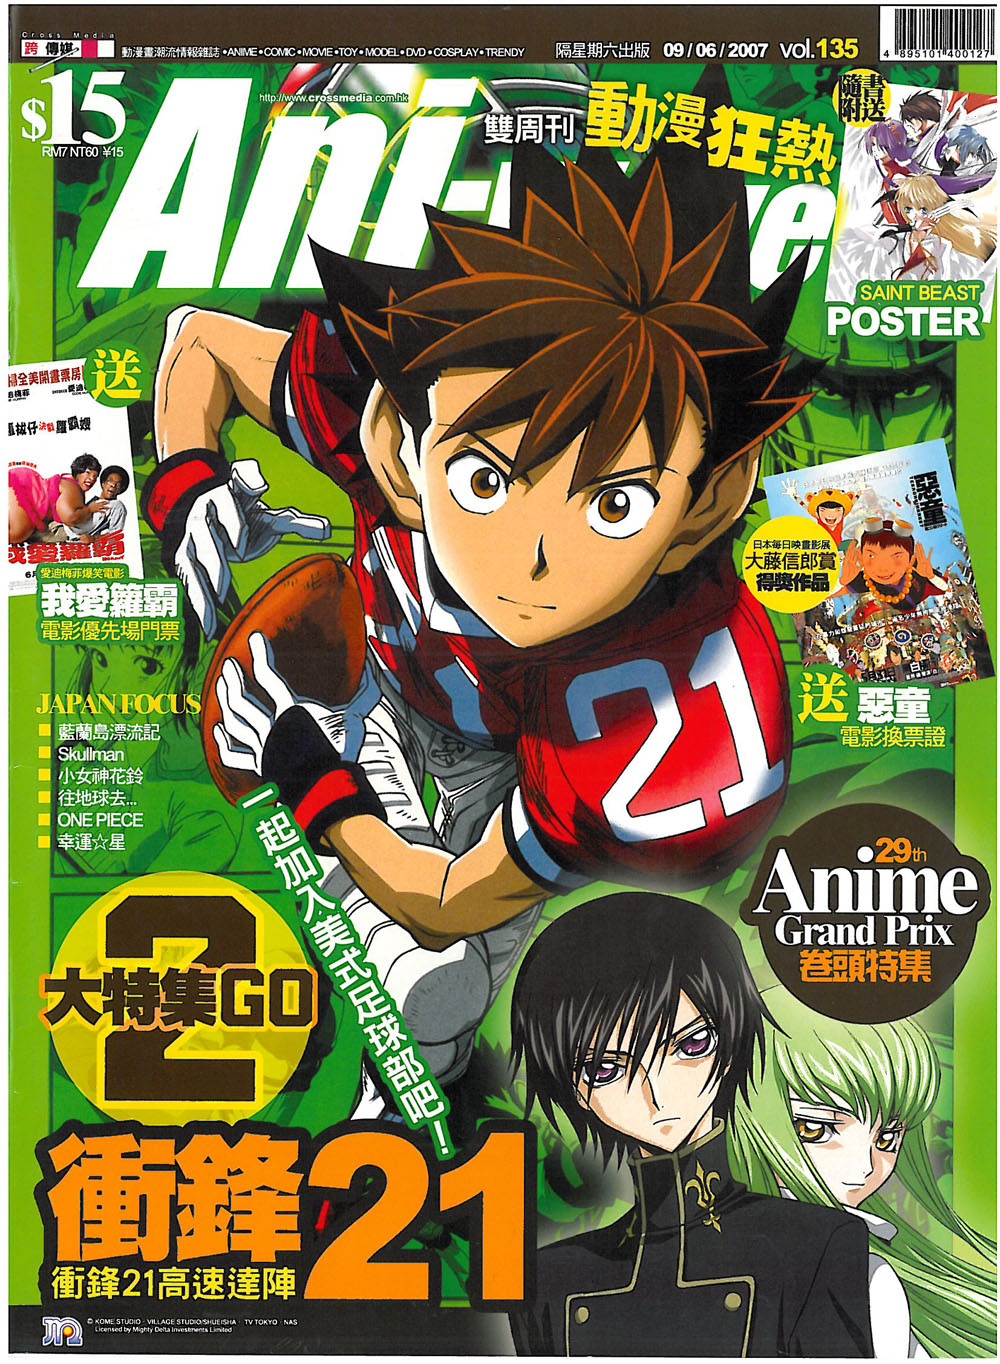 Cross Media
跨 傳媒
動漫畫潮流情報雜誌 •ANIME•COMIC•MOVIE•TOY•MODEL•DVD•COSPLAY•TRENDY
隔星期六出版 09/06/2007 vol.135
4 895101 400127
$15
RM7 NT60 ¥15
http://www.crossmedia.com.hk
雙周刊 動漫狂熱
隨書附送
SAINT BEAST
POSTER
送
愛迪梅菲爆笑電影
我愛籮霸
電影優先場門票
惡童
日本每日映畫影展
大藤信郎賞
得獎作品
送 惡童
電影換票證
JAPAN FOCUS
藍蘭島漂流記
Skullman
小女神花鈴
往地球去...
ONE PIECE
幸運☆星
一起加入美式足球部吧！
29th
Anime
Grand Prix
卷頭特集
2
大特集GO
衝鋒21
衝鋒21高速達陣
© KOME STUDIO · VILLAGE STUDIO/SHUEISHA · TV TOKYO · NAS
Licensed by Mighty Delta Investments Limited